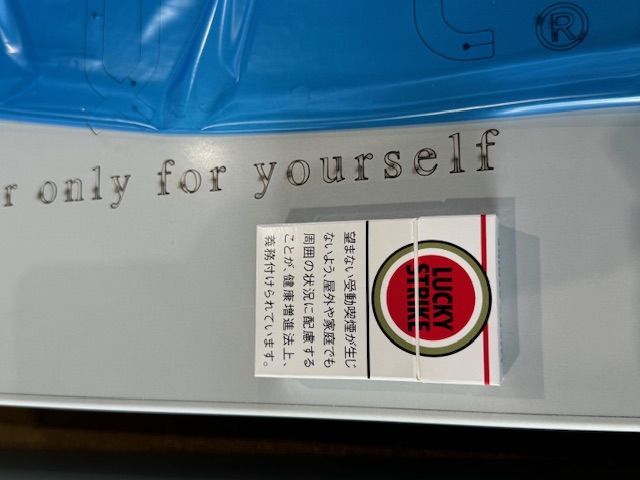 ®
r only for yourself
LUCKY
STRIKE
望まない受動喫煙が生じ
ないよう、屋外や家庭でも
周囲の状況に配慮する
ことが、健康増進法上、
義務付けられています。